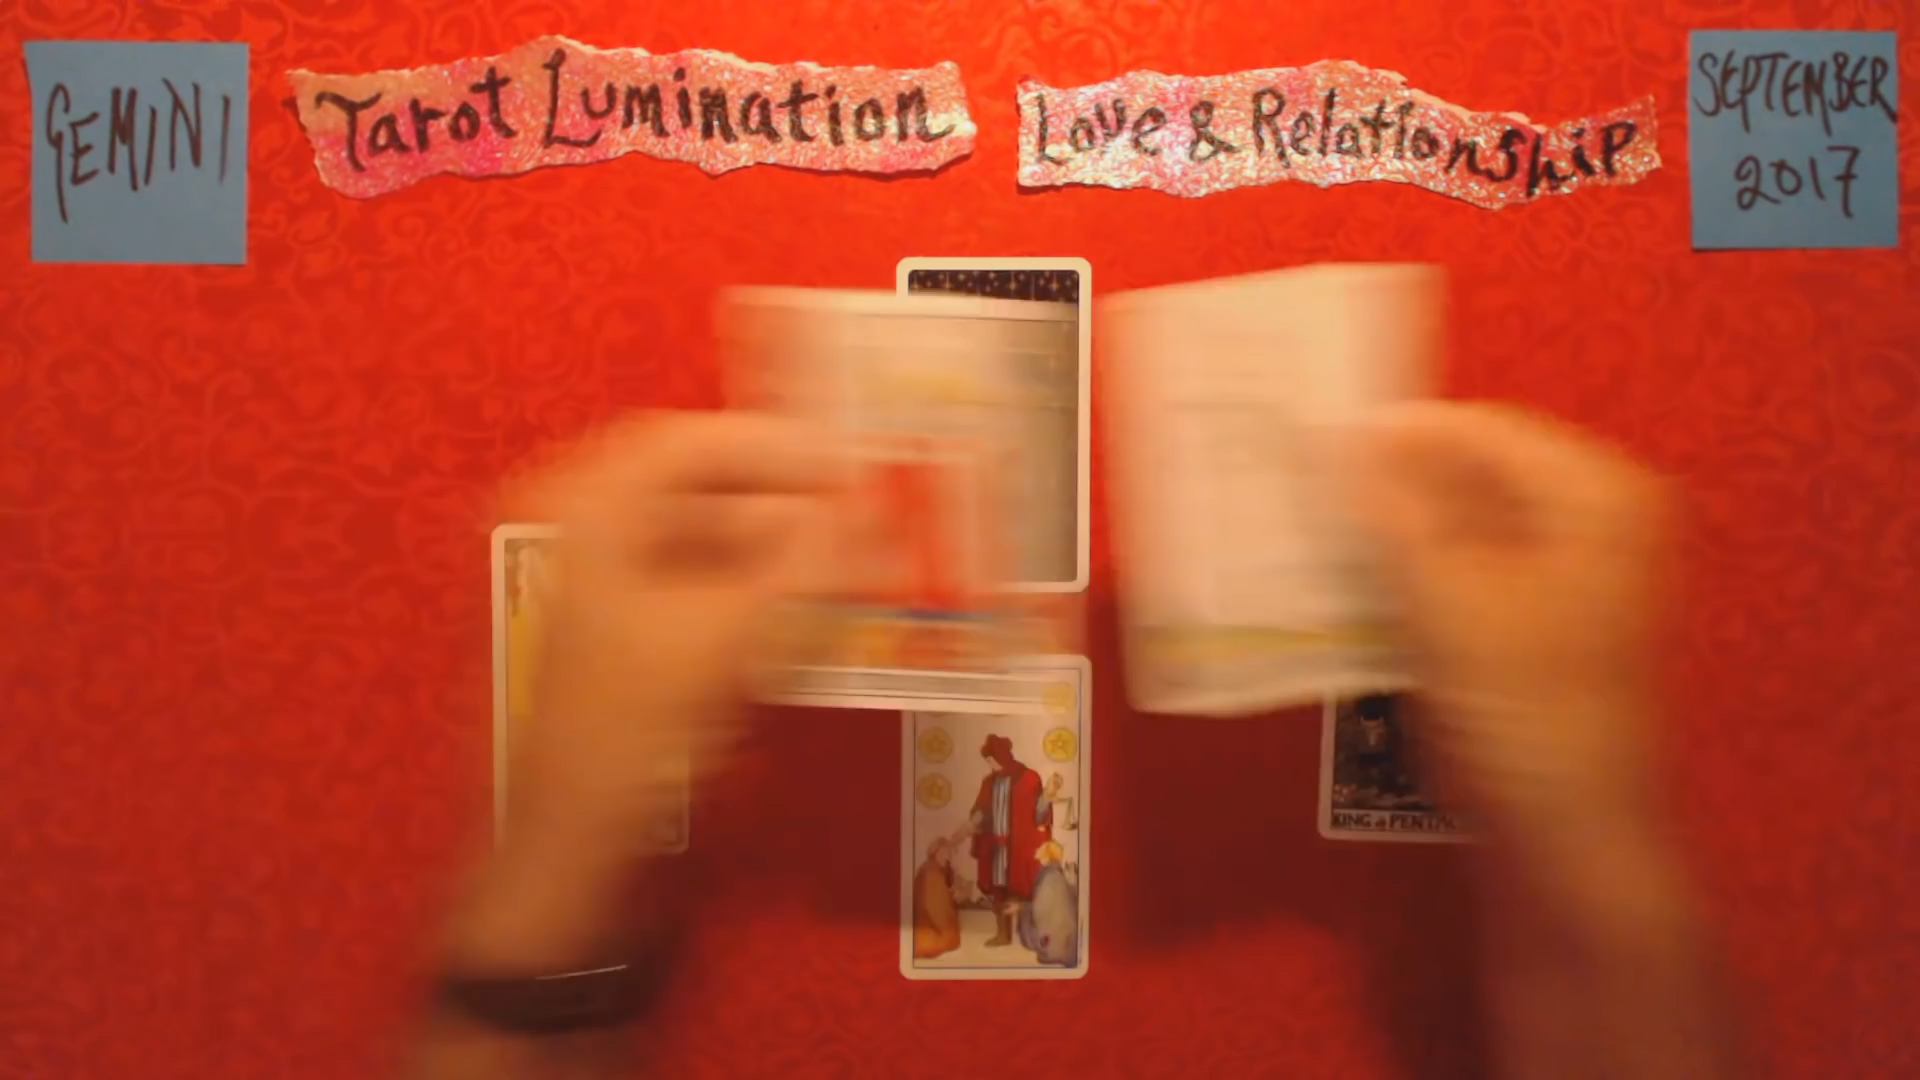 GEMINI
Tarot Lumination
Love & Relationship
SEPTEMBER
2017
KING of PENTAC